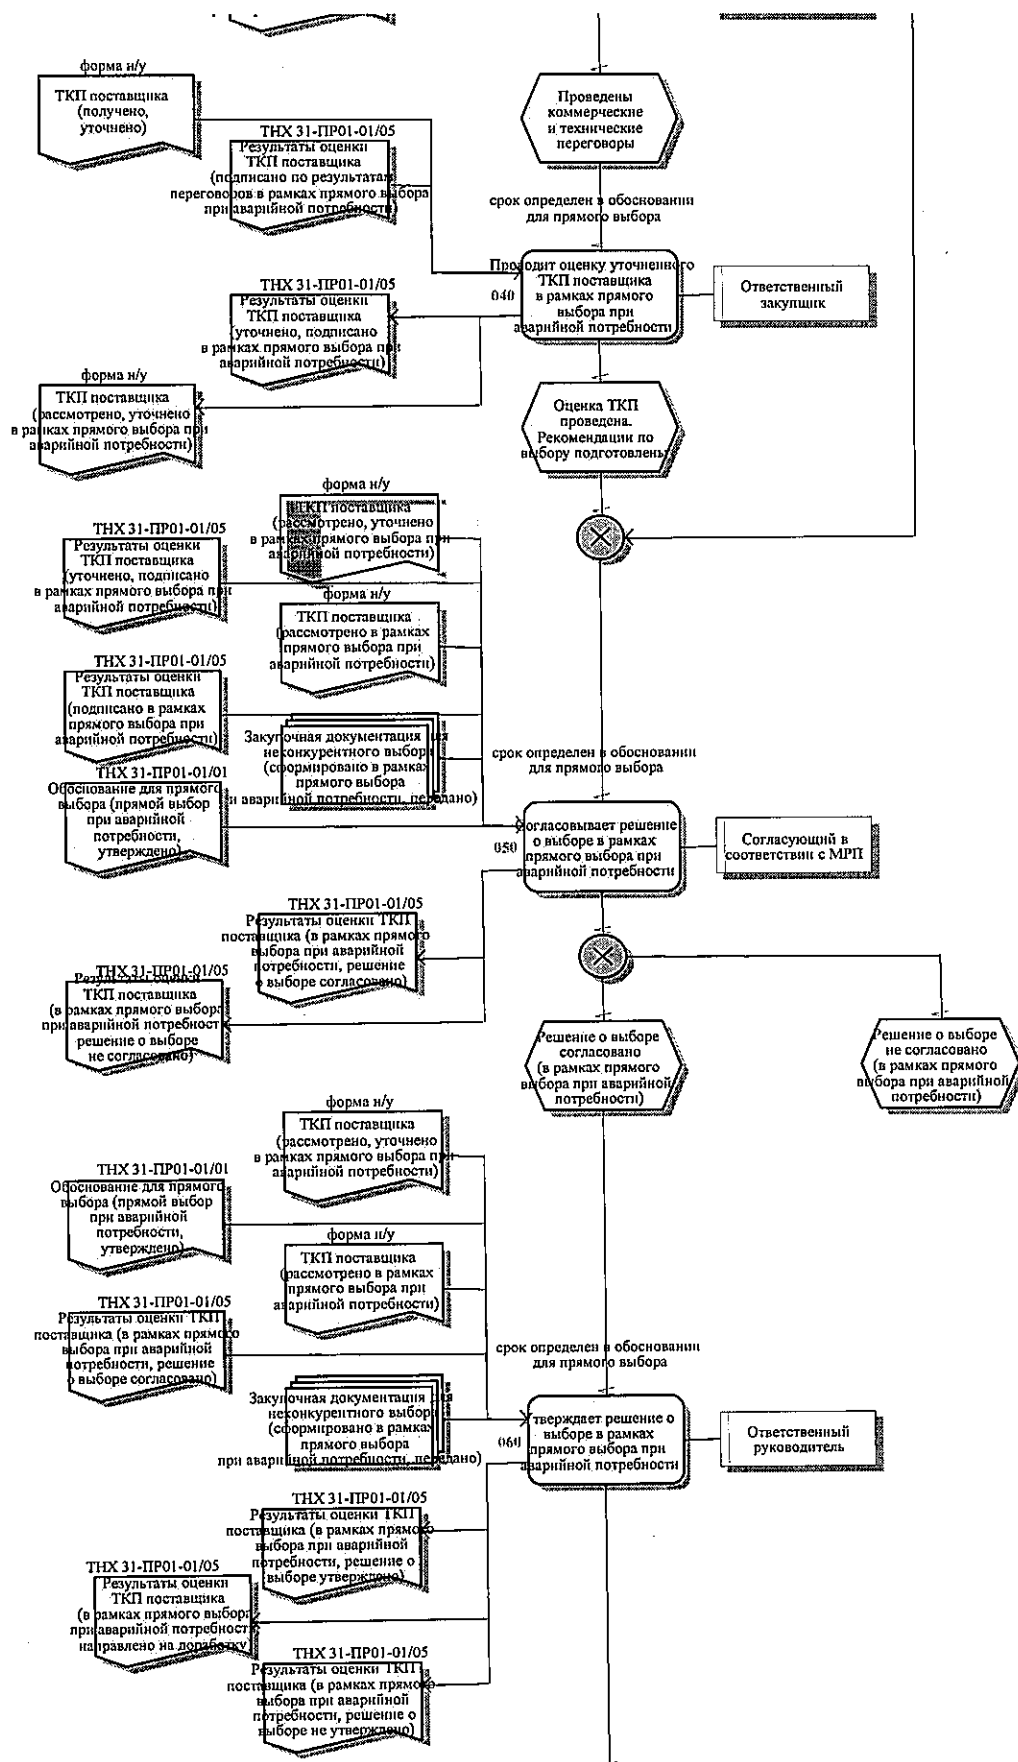 форма н/у
ТКП поставщика
(получено,
уточнено)
Проведены
коммерческие
и технические
переговоры
ТНХ 31-ПР01-01/05
Результаты оценки
ТКП поставщика
(подписано по результатам
переговоров в рамках прямого выбора
при аварийной потребности)
срок определен в обосновании
для прямого выбора
Проводит оценку уточненного
ТКП поставщика
в рамках прямого
выбора при
аварийной потребности
040
Ответственный
закупщик
ТНХ 31-ПР01-01/05
Результаты оценки
ТКП поставщика
(уточнено, подписано
в рамках прямого выбора при
аварийной потребности)
форма н/у
ТКП поставщика
(рассмотрено, уточнено
в рамках прямого выбора при
аварийной потребности)
Оценка ТКП
проведена.
Рекомендации по
выбору подготовлены
форма н/у
ТКП поставщика
(рассмотрено, уточнено
в рамках прямого выбора при
аварийной потребности)
ТНХ 31-ПР01-01/05
Результаты оценки
ТКП поставщика
(уточнено, подписано
в рамках прямого выбора при
аварийной потребности)
форма н/у
ТКП поставщика
(рассмотрено в рамках
прямого выбора при
аварийной потребности)
ТНХ 31-ПР01-01/05
Результаты оценки
ТКП поставщика
(подписано в рамках
прямого выбора при
аварийной потребности)
Закупочная документация для
неконкурентного выбора
(сформировано в рамках
прямого выбора
и аварийной потребности, передано)
срок определен в обосновании
для прямого выбора
ТНХ 31-ПР01-01/01
Обоснование для прямого
выбора (прямой выбор
при аварийной
потребности,
утверждено)
огласовывает решение
о выборе в рамках
прямого выбора при
аварийной потребности
050
Согласующий в
соответствии с МРП
ТНХ 31-ПР01-01/05
Результаты оценки ТКП
поставщика (в рамках прямого
выбора при аварийной
потребности, решение
о выборе согласовано)
ТНХ 31-ПР01-01/05
Результаты оценки
ТКП поставщика
(в рамках прямого выбора
при аварийной потребност
решение о выборе
не согласовано)
Решение о выборе
согласовано
(в рамках прямого
выбора при аварийной
потребности)
Решение о выборе
не согласовано
(в рамках прямого
выбора при аварийной
потребности)
форма н/у
ТКП поставщика
(рассмотрено, уточнено
в рамках прямого выбора при
аварийной потребности)
ТНХ 31-ПР01-01/01
Обоснование для прямого
выбора (прямой выбор
при аварийной
потребности,
утверждено)
форма н/у
ТКП поставщика
(рассмотрено в рамках
прямого выбора при
аварийной потребности)
ТНХ 31-ПР01-01/05
Результаты оценки ТКП
поставщика (в рамках прямого
выбора при аварийной
потребности, решение
о выборе согласовано)
срок определен в обосновании
для прямого выбора
Закупочная документация для
неконкурентного выбора
(сформировано в рамках
прямого выбора
при аварийной потребности, передано)
тверждает решение о
выборе в рамках
прямого выбора при
аварийной потребности
060
Ответственный
руководитель
ТНХ 31-ПР01-01/05
Результаты оценки ТКП
поставщика (в рамках прямого
выбора при аварийной
потребности, решение о
выборе утверждено)
ТНХ 31-ПР01-01/05
Результаты оценки
ТКП поставщика
(в рамках прямого выбора
при аварийной потребност
направлено на доработку
ТНХ 31-ПР01-01/05
Результаты оценки ТКП
поставщика (в рамках прямого
выбора при аварийной
потребности, решение о
выборе не утверждено)